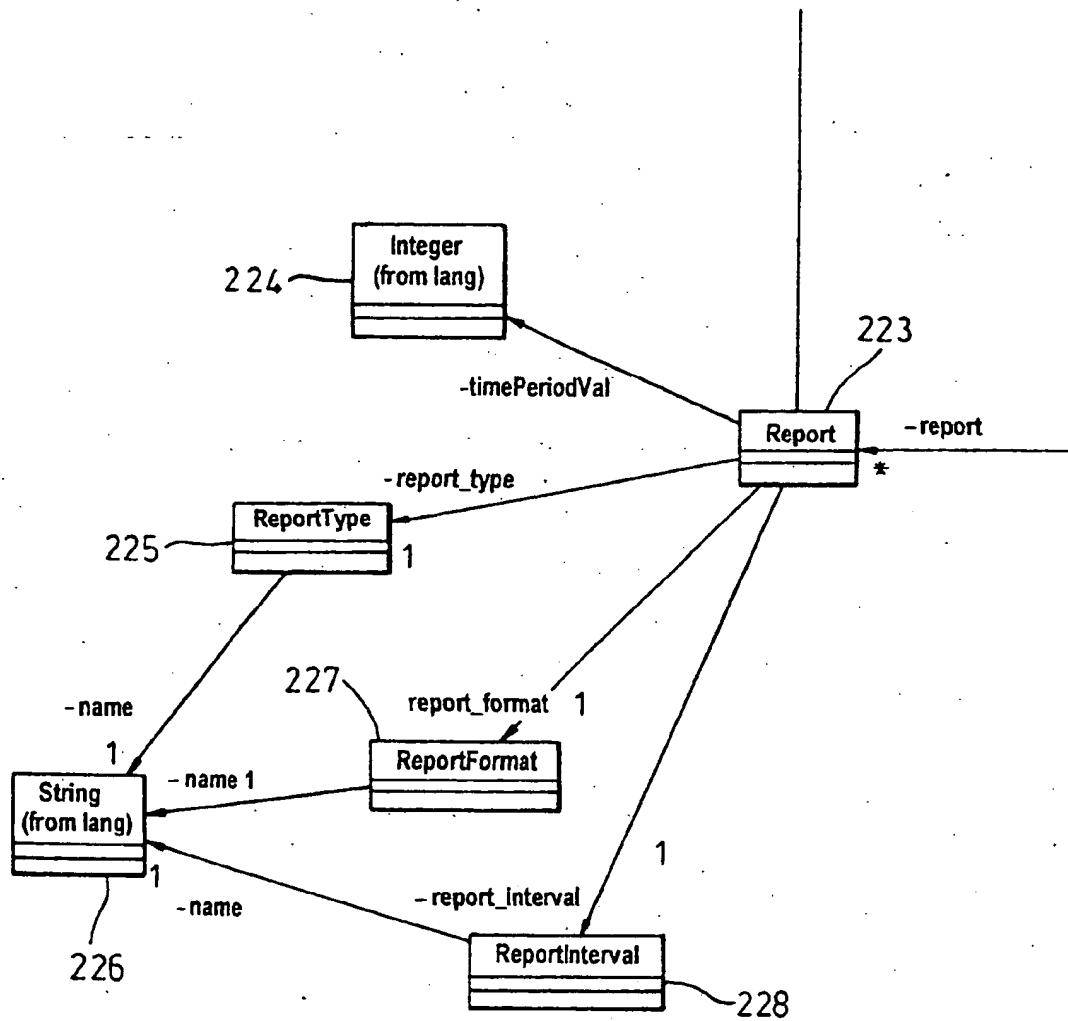 Integer
(from lang)
224
223
-timePeriodVal
Report
-report
*
-report_type
ReportType
225
1
227
report_format 1
-name
1
ReportFormat
-name 1
String
(from lang)
1
1
-report_interval
-name
ReportInterval
226
228